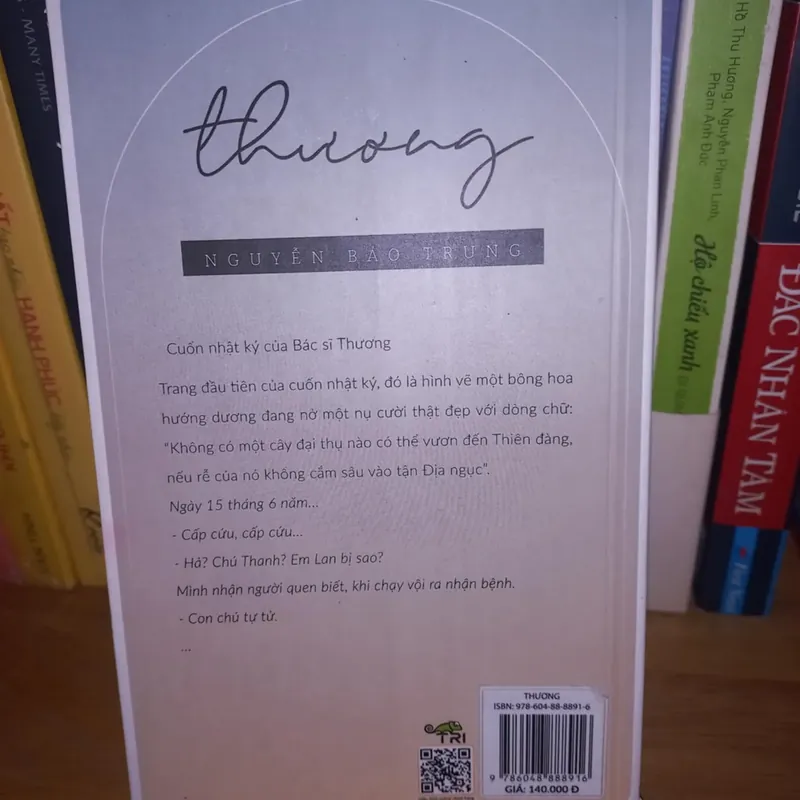 thương
NGUYỄN BẢO TRUNG
Cuốn nhật ký của Bác sĩ Thương
Trang đầu tiên của cuốn nhật ký, đó là hình vẽ một bông hoa
hướng dương đang nở một nụ cười thật đẹp với dòng chữ:
“Không có một cây đại thụ nào có thể vươn đến Thiên đàng,
nếu rễ của nó không cắm sâu vào tận Địa ngục”.
Ngày 15 tháng 6 năm...
- Cấp cứu, cấp cứu...
- Hả? Chú Thanh? Em Lan bị sao?
Mình nhận người quen biết, khi chạy vội ra nhận bệnh.
- Con chú tự tử.
...
TRI
THƯƠNG
ISBN: 978-604-88-8891-6
9 786048 888916
GIÁ: 140.000 Đ
MANY TIMES
HẠNH PHÚC
Hồ Thu Hương, Nguyễn Phan Linh,
Phạm Anh Đức
Hộ chiếu xanh
ĐẮC NHÂN TÂM